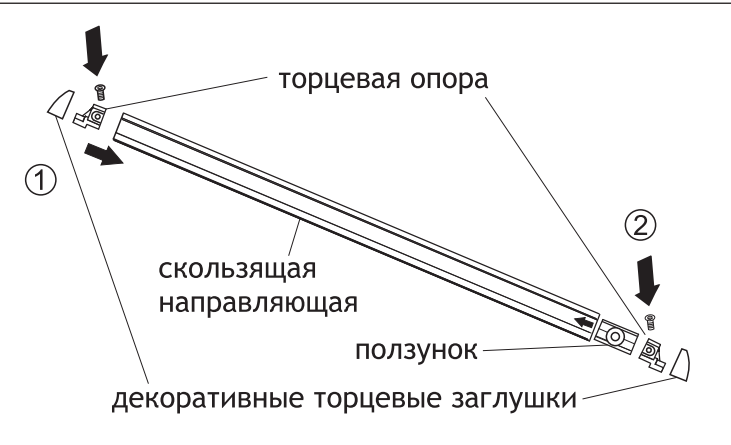 торцевая опора
①
②
скользящая
направляющая
ползунок
декоративные торцевые заглушки